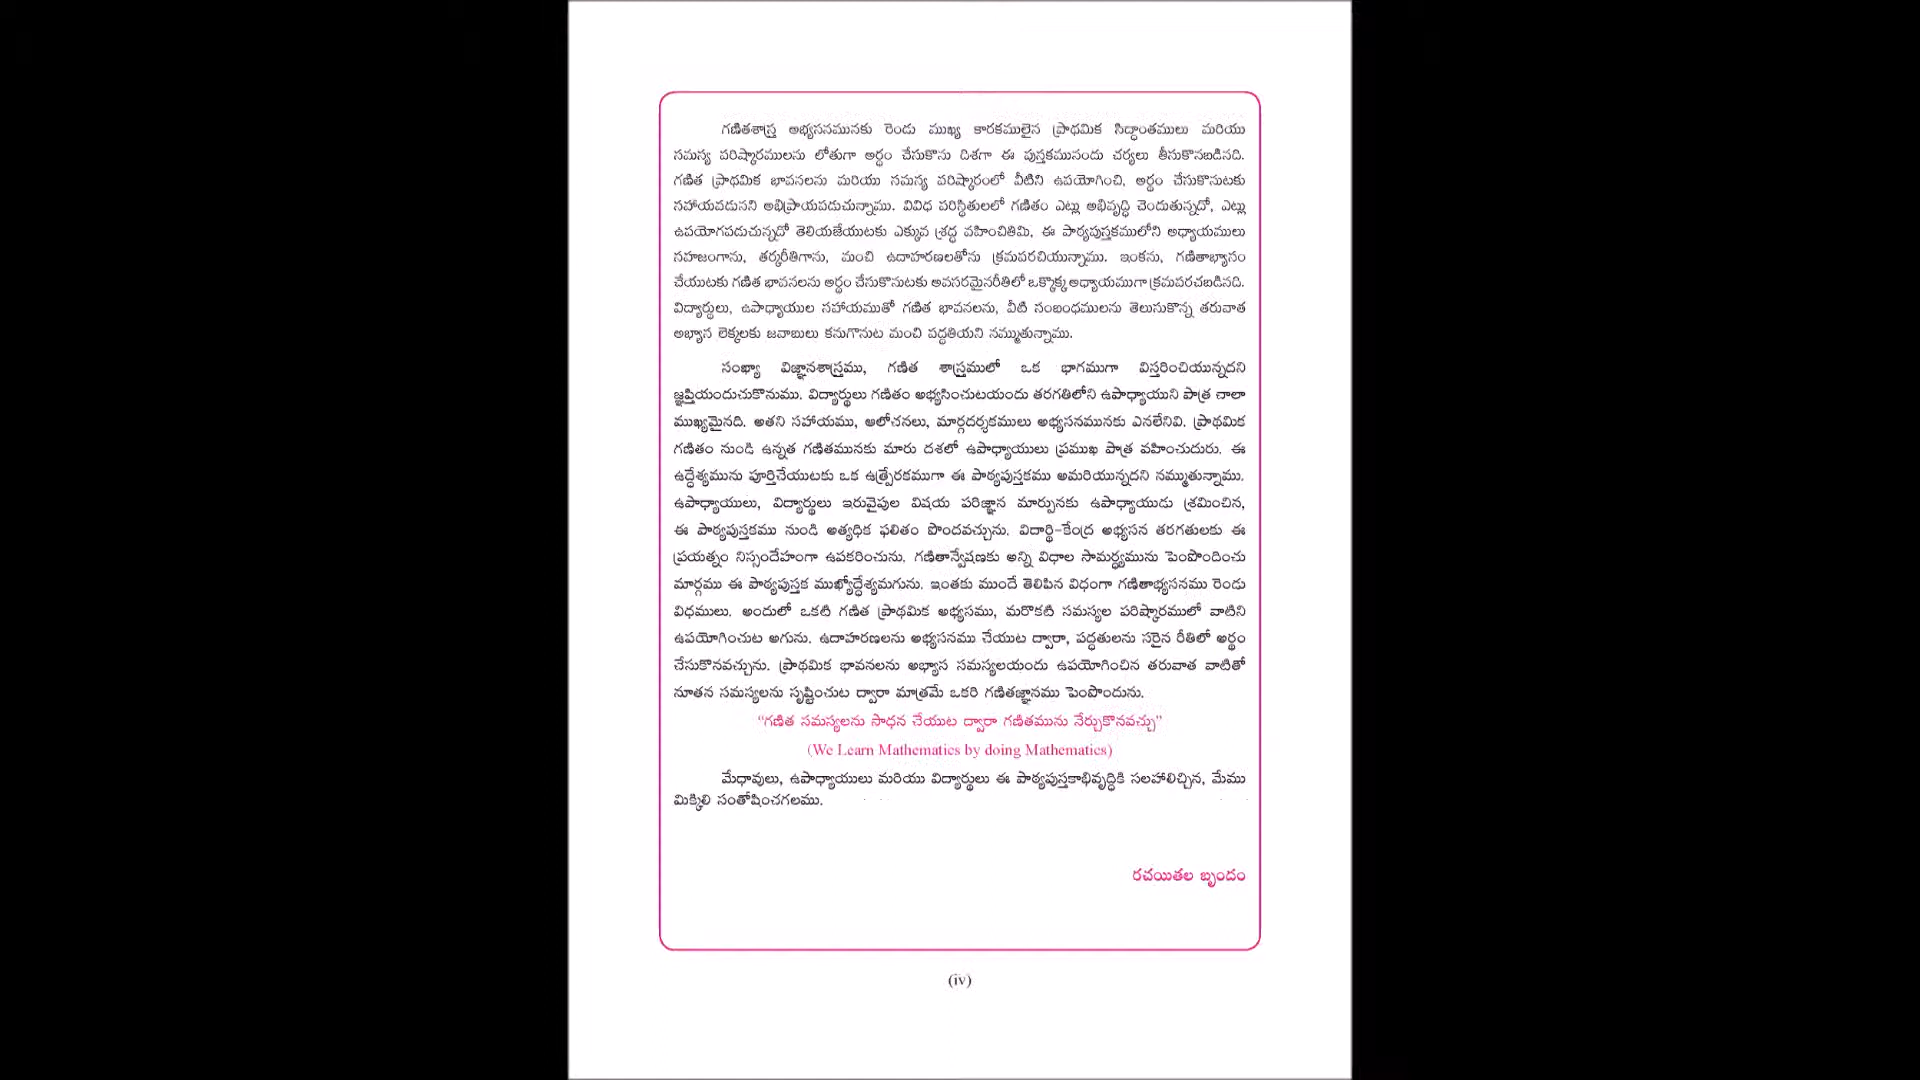 గణితశాస్త్ర అభ్యసనమునకు రెండు ముఖ్య కారకములైన ప్రాథమిక సిద్ధాంతములు మరియు
సమస్య పరిష్కారములను లోతుగా అర్థం చేసుకొను దిశగా ఈ పుస్తకమునందు చర్యలు తీసుకొనబడినది.
గణిత ప్రాథమిక భావనలను మరియు సమస్య పరిష్కారంలో వీటిని ఉపయోగించి, అర్థం చేసుకొనుటకు
సహాయపడునని అభిప్రాయపడుచున్నాము. వివిధ పరిస్థితులలో గణితం ఎట్లు అభివృద్ధి చెందుతున్నదో, ఎట్లు
ఉపయోగపడుచున్నదో తెలియజేయుటకు ఎక్కువ శ్రద్ధ వహించితిమి, ఈ పాఠ్యపుస్తకములోని అధ్యాయములు
సహజంగాను, తర్కరీతిగాను, మంచి ఉదాహరణలతోను క్రమపరచియున్నాము. ఇంకను, గణితాభ్యాసం
చేయుటకు గణిత భావనలను అర్థం చేసుకొనుటకు అవసరమైనరీతిలో ఒక్కొక్క అధ్యాయముగా క్రమపరచబడినది.
విద్యార్థులు, ఉపాధ్యాయుల సహాయముతో గణిత భావనలను, వీటి సంబంధములను తెలుసుకొన్న తరువాత
అభ్యాస లెక్కలకు జవాబులు కనుగొనుట మంచి పద్ధతియని నమ్ముతున్నాము.
సంఖ్యా విజ్ఞానశాస్త్రము, గణిత శాస్త్రములో ఒక భాగముగా విస్తరించియున్నదని
జ్ఞప్తియందుచుకొనుము. విద్యార్థులు గణితం అభ్యసించుటయందు తరగతిలోని ఉపాధ్యాయుని పాత్ర చాలా
ముఖ్యమైనది. అతని సహాయము, ఆలోచనలు, మార్గదర్శకములు అభ్యసనమునకు ఎనలేనివి. ప్రాథమిక
గణితం నుండి ఉన్నత గణితమునకు మారు దశలో ఉపాధ్యాయులు ప్రముఖ పాత్ర వహించుదురు. ఈ
ఉద్ధేశ్యమును పూర్తిచేయుటకు ఒక ఉత్ప్రేరకముగా ఈ పాఠ్యపుస్తకము అమరియున్నదని నమ్ముతున్నాము.
ఉపాధ్యాయులు, విద్యార్థులు ఇరువైపుల విషయ పరిజ్ఞాన మార్పునకు ఉపాధ్యాయుడు శ్రమించిన,
ఈ పాఠ్యపుస్తకము నుండి అత్యధిక ఫలితం పొందవచ్చును. విదార్థి-కేంద్ర అభ్యసన తరగతులకు ఈ
ప్రయత్నం నిస్సందేహంగా ఉపకరించును. గణితాన్వేషణకు అన్ని విధాల సామర్థ్యమును పెంపొందించు
మార్గము ఈ పాఠ్యపుస్తక ముఖ్యోద్ధేశ్యమగును. ఇంతకు ముందే తెలిపిన విధంగా గణితాభ్యసనము రెండు
విధములు. అందులో ఒకటి గణిత ప్రాథమిక అభ్యసము, మరొకటి సమస్యల పరిష్కారములో వాటిని
ఉపయోగించుట అగును. ఉదాహరణలను అభ్యసనము చేయుట ద్వారా, పద్ధతులను సరైన రీతిలో అర్థం
చేసుకొనవచ్చును. ప్రాథమిక భావనలను అభ్యాస సమస్యలయందు ఉపయోగించిన తరువాత వాటితో
నూతన సమస్యలను సృష్టించుట ద్వారా మాత్రమే ఒకరి గణితజ్ఞానము పెంపొందును.
“గణిత సమస్యలను సాధన చేయుట ద్వారా గణితమును నేర్చుకొనవచ్చు”
(We Learn Mathematics by doing Mathematics)
మేధావులు, ఉపాధ్యాయులు మరియు విద్యార్థులు ఈ పాఠ్యపుస్తకాభివృద్ధికి సలహాలిచ్చిన, మేము
మిక్కిలి సంతోషించగలము.
రచయితల బృందం
(iv)